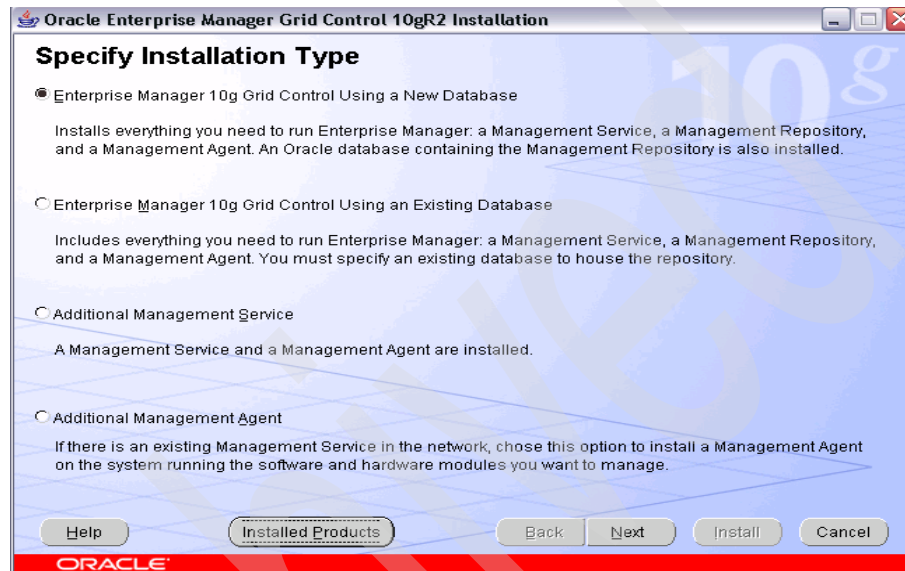 Oracle Enterprise Manager Grid Control 10gR2 Installation
Specify Installation Type
10g
Enterprise Manager 10g Grid Control Using a New Database
Installs everything you need to run Enterprise Manager: a Management Service, a Management Repository,
and a Management Agent. An Oracle database containing the Management Repository is also installed.
Enterprise Manager 10g Grid Control Using an Existing Database
Includes everything you need to run Enterprise Manager: a Management Service, a Management Repository,
and a Management Agent. You must specify an existing database to house the repository.
Additional Management Service
A Management Service and a Management Agent are installed.
Additional Management Agent
If there is an existing Management Service in the network, chose this option to install a Management Agent
on the system running the software and hardware modules you want to manage.
Help Installed Products Back Next Install Cancel
ORACLE